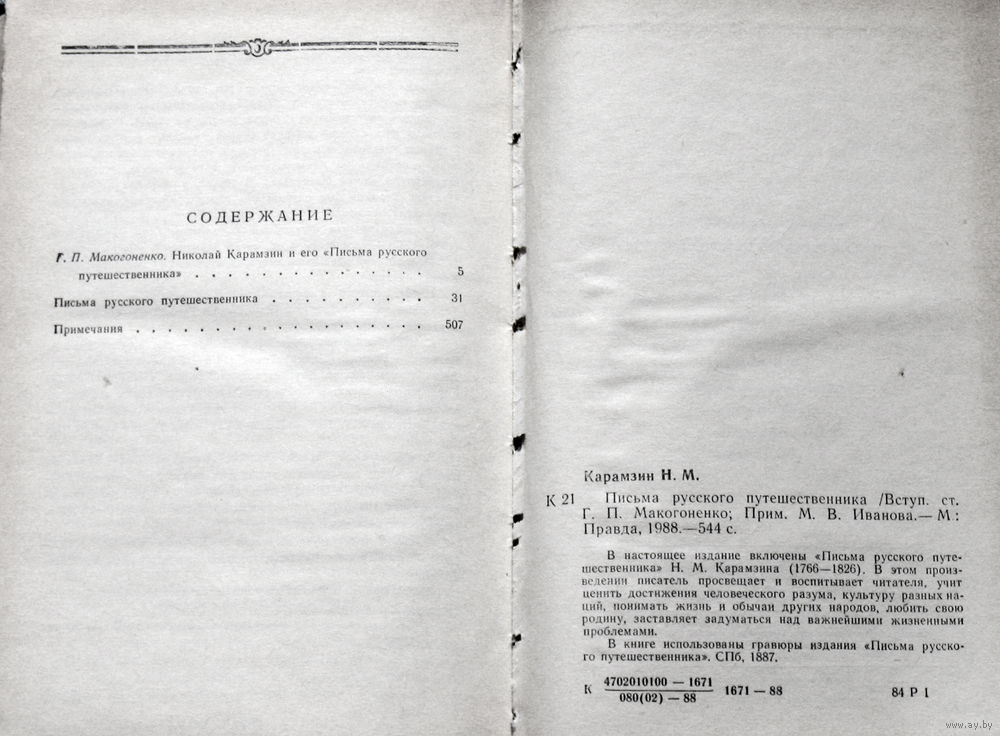 СОДЕРЖАНИЕ
Г. П. Макогоненко. Николай Карамзин и его «Письма русского
путешественника» . . . . . . . . . . . . . . . 5
Письма русского путешественника . . . . . . . . . . 31
Примечания . . . . . . . . . . . . . . . . . . . 507
Карамзин Н. М.
К 21 Письма русского путешественника /Вступ. ст.
Г. П. Макогоненко; Прим. М. В. Иванова.— М.:
Правда, 1988.—544 с.
В настоящее издание включены «Письма русского путе-
шественника» Н. М. Карамзина (1766—1826). В этом произ-
ведении писатель просвещает и воспитывает читателя, учит
ценить достижения человеческого разума, культуру разных на-
ций, понимать жизнь и обычаи других народов, любить свою
родину, заставляет задуматься над важнейшими жизненными
проблемами.
В книге использованы гравюры издания «Письма русско-
го путешественника». СПб, 1887.
К 4702010100 — 1671
080(02) — 88 1671 — 88 84 Р 1
www.ay.by